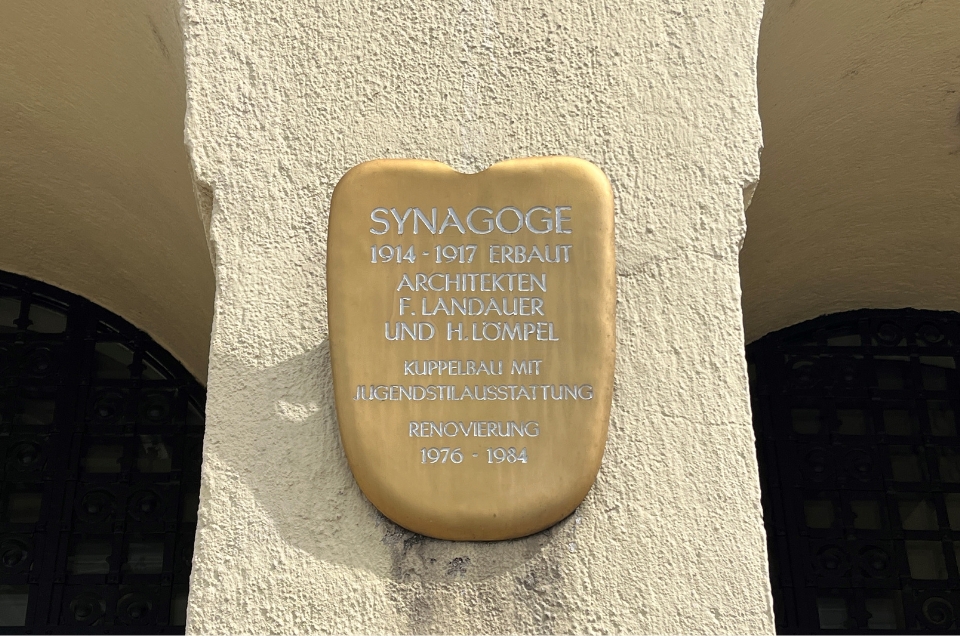 SYNAGOGE
1914 - 1917 ERBAUT
ARCHITEKTEN
F. LANDAUER
UND H. LÖMPEL
KUPPELBAU MIT
JUGENDSTILAUSSTATTUNG
RENOVIERUNG
1976 - 1984